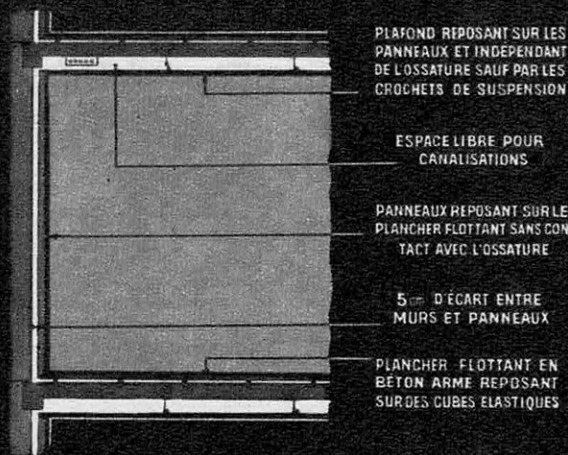 PLAFOND REPOSANT SUR LES
PANNEAUX ET INDEPENDANT
DE L'OSSATURE SAUF PAR LES
CROCHETS DE SUSPENSION
ESPACE LIBRE POUR
CANALISATIONS
PANNEAUX REPOSANT SUR LE
PLANCHER FLOTTANT SANS CON
TACT AVEC L'OSSATURE
5cm D'ÉCART ENTRE
MURS ET PANNEAUX
PLANCHER FLOTTANT EN
BÉTON ARME REPOSANT
SUR DES CUBES ELASTIQUES